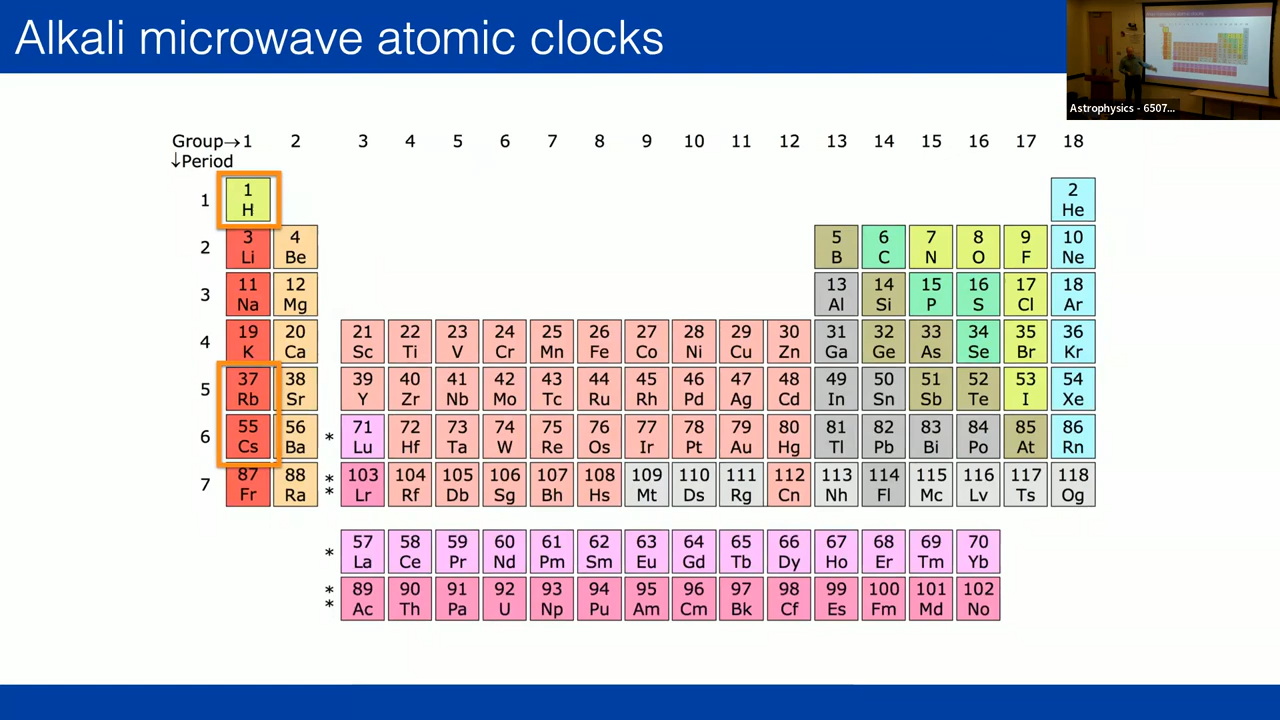 Alkali microwave atomic clocks
Astrophysics - 6507...
Group→1 2 3 4 5 6 7 8 9 10 11 12 13 14 15 16 17 18
↓Period
1 1 2
H He
2 3 4 5 6 7 8 9 10
Li Be B C N O F Ne
3 11 12 13 14 15 16 17 18
Na Mg Al Si P S Cl Ar
4 19 20 21 22 23 24 25 26 27 28 29 30 31 32 33 34 35 36
K Ca Sc Ti V Cr Mn Fe Co Ni Cu Zn Ga Ge As Se Br Kr
5 37 38 39 40 41 42 43 44 45 46 47 48 49 50 51 52 53 54
Rb Sr Y Zr Nb Mo Tc Ru Rh Pd Ag Cd In Sn Sb Te I Xe
6 55 56 * 71 72 73 74 75 76 77 78 79 80 81 82 83 84 85 86
Cs Ba Lu Hf Ta W Re Os Ir Pt Au Hg Tl Pb Bi Po At Rn
7 87 88 * 103 104 105 106 107 108 109 110 111 112 113 114 115 116 117 118
Fr Ra * Lr Rf Db Sg Bh Hs Mt Ds Rg Cn Nh Fl Mc Lv Ts Og
* 57 58 59 60 61 62 63 64 65 66 67 68 69 70
La Ce Pr Nd Pm Sm Eu Gd Tb Dy Ho Er Tm Yb
* 89 90 91 92 93 94 95 96 97 98 99 100 101 102
* Ac Th Pa U Np Pu Am Cm Bk Cf Es Fm Md No